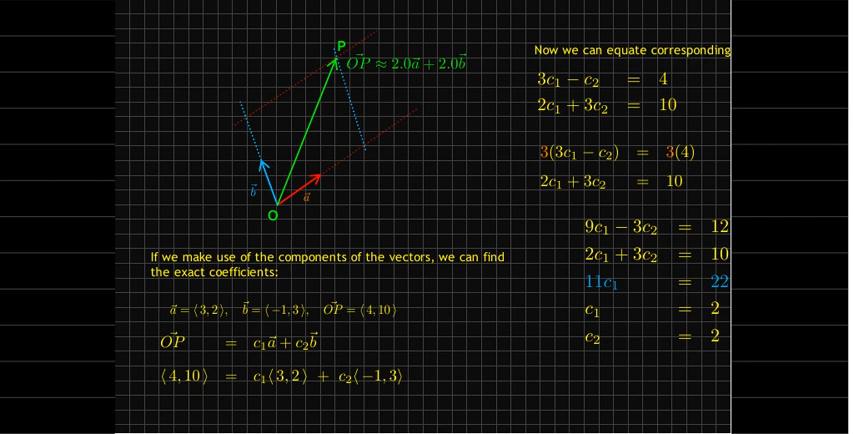 P
O⃗P ≈ 2.0a⃗ + 2.0b⃗
b⃗
a⃗
O
If we make use of the components of the vectors, we can find
the exact coefficients:
a⃗ = ⟨3, 2⟩, b⃗ = ⟨−1, 3⟩, O⃗P = ⟨4, 10⟩
O⃗P = c₁a⃗ + c₂b⃗
⟨4, 10⟩ = c₁⟨3, 2⟩ + c₂⟨−1, 3⟩
Now we can equate corresponding
3c₁ − c₂ = 4
2c₁ + 3c₂ = 10
3(3c₁ − c₂) = 3(4)
2c₁ + 3c₂ = 10
9c₁ − 3c₂ = 12
2c₁ + 3c₂ = 10
11c₁ = 22
c₁ = 2
c₂ = 2